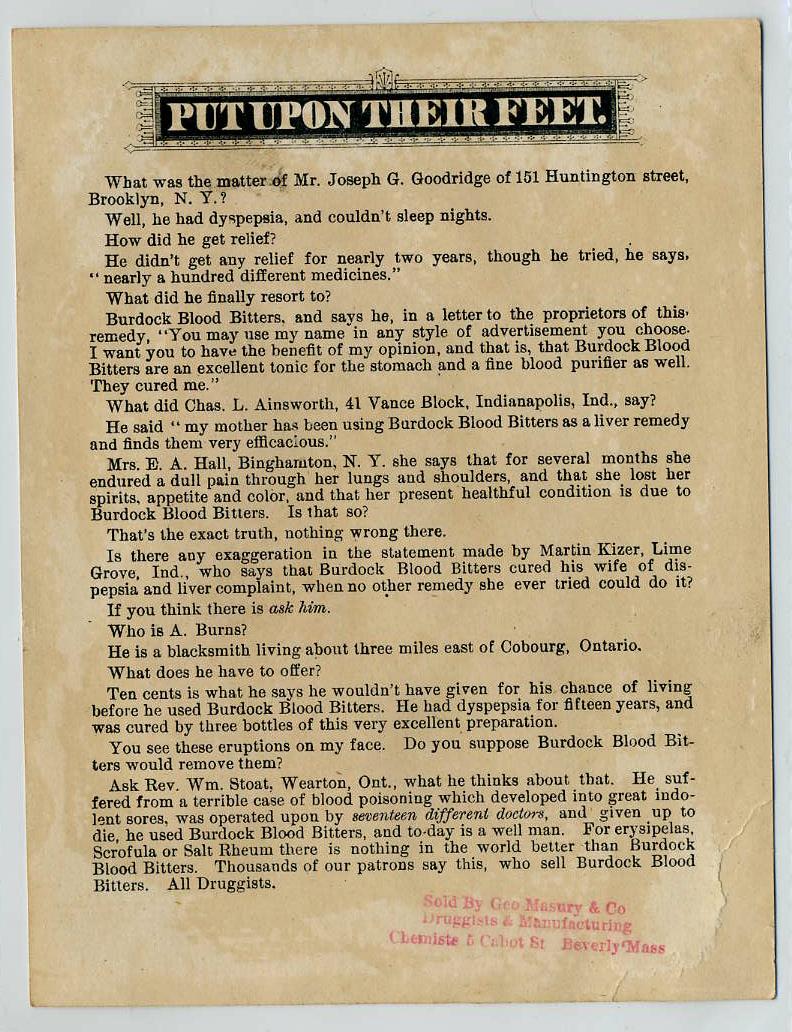 PUT UPON THEIR FEET.
What was the matter of Mr. Joseph G. Goodridge of 151 Huntington street,
Brooklyn, N. Y.?
Well, he had dyspepsia, and couldn't sleep nights.
How did he get relief?
He didn't get any relief for nearly two years, though he tried, he says,
"nearly a hundred different medicines."
What did he finally resort to?
Burdock Blood Bitters, and says he, in a letter to the proprietors of this
remedy, "You may use my name in any style of advertisement you choose.
I want you to have the benefit of my opinion, and that is, that Burdock Blood
Bitters are an excellent tonic for the stomach and a fine blood purifier as well.
They cured me."
What did Chas. L. Ainsworth, 41 Vance Block, Indianapolis, Ind., say?
He said "my mother has been using Burdock Blood Bitters as a liver remedy
and finds them very efficacious."
Mrs. E. A. Hall, Binghamton, N. Y. she says that for several months she
endured a dull pain through her lungs and shoulders, and that she lost her
spirits, appetite and color, and that her present healthful condition is due to
Burdock Blood Bitters. Is that so?
That's the exact truth, nothing wrong there.
Is there any exaggeration in the statement made by Martin Kizer, Lime
Grove, Ind., who says that Burdock Blood Bitters cured his wife of dis-
pepsia and liver complaint, when no other remedy she ever tried could do it?
If you think there is ask him.
Who is A. Burns?
He is a blacksmith living about three miles east of Cobourg, Ontario.
What does he have to offer?
Ten cents is what he says he wouldn't have given for his chance of living
before he used Burdock Blood Bitters. He had dyspepsia for fifteen years, and
was cured by three bottles of this very excellent preparation.
You see these eruptions on my face. Do you suppose Burdock Blood Bit-
ters would remove them?
Ask Rev. Wm. Stoat, Wearton, Ont., what he thinks about that. He suf-
fered from a terrible case of blood poisoning which developed into great indo-
lent sores, was operated upon by seventeen different doctors, and given up to
die, he used Burdock Blood Bitters, and to-day is a well man. For erysipelas,
Scrofula or Salt Rheum there is nothing in the world better than Burdock
Blood Bitters. Thousands of our patrons say this, who sell Burdock Blood
Bitters. All Druggists.
Sold By Geo Masury & Co
Druggists & Manufacturing
Chemists 5 Cabot St Beverly Mass